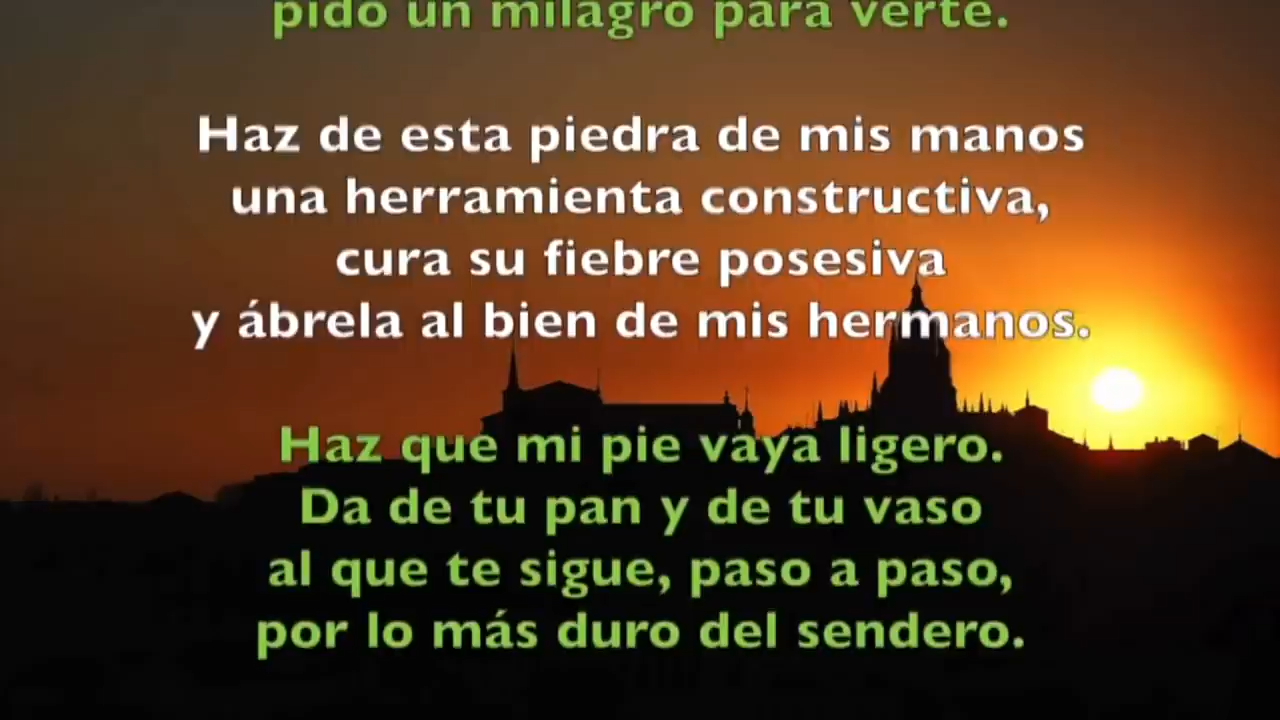 pido un milagro para verte.
Haz de esta piedra de mis manos
una herramienta constructiva,
cura su fiebre posesiva
y ábrela al bien de mis hermanos.
Haz que mi pie vaya ligero.
Da de tu pan y de tu vaso
al que te sigue, paso a paso,
por lo más duro del sendero.